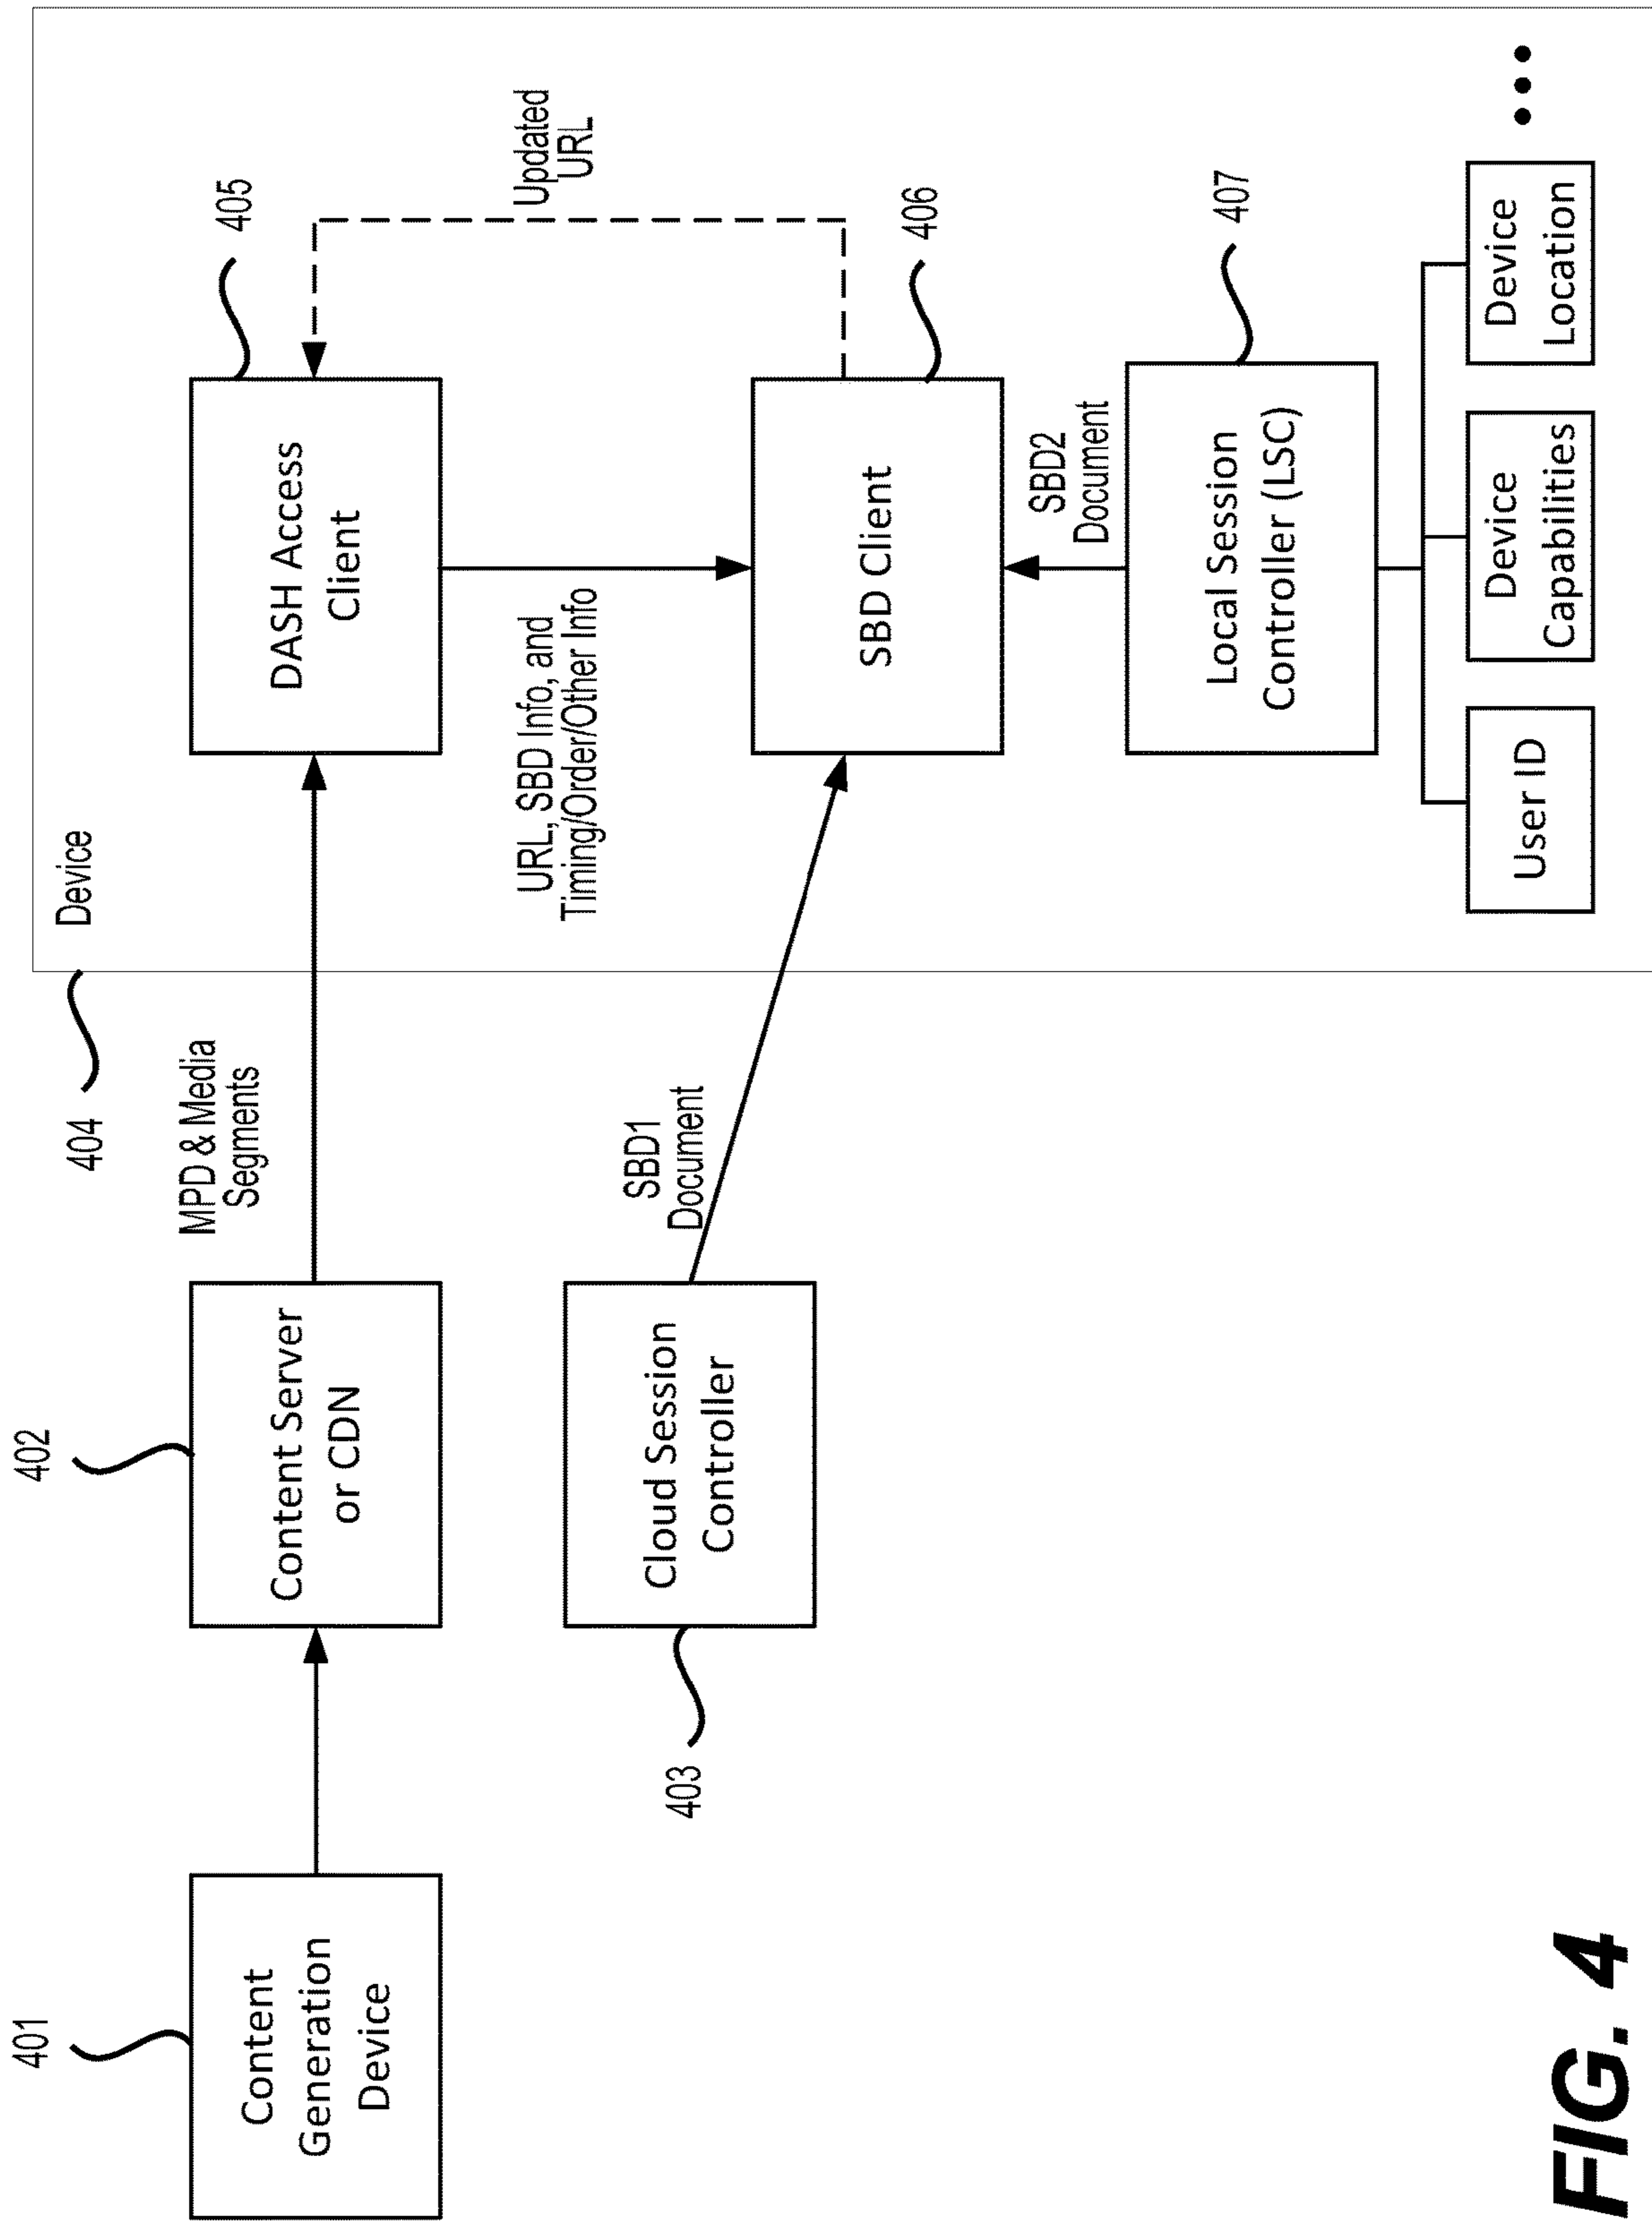 401
Content
Generation
Device
402
Content Server
or CDN
MPD & Media
Segments
403
Cloud Session
Controller
SBD1
Document
404
Device
405
DASH Access
Client
Updated
URL
URL, SBD Info, and
Timing/Order/Other Info
406
SBD Client
SBD2
Document
407
Local Session
Controller (LSC)
User ID
Device
Capabilities
Device
Location
•••
FIG. 4